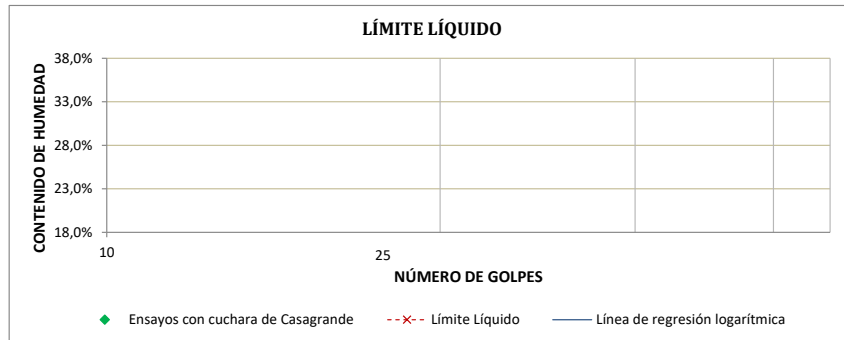 LÍMITE LÍQUIDO
CONTENIDO DE HUMEDAD
38,0%
33,0%
28,0%
23,0%
18,0%
10
25
NÚMERO DE GOLPES
Ensayos con cuchara de Casagrande
Límite Líquido
Línea de regresión logarítmica